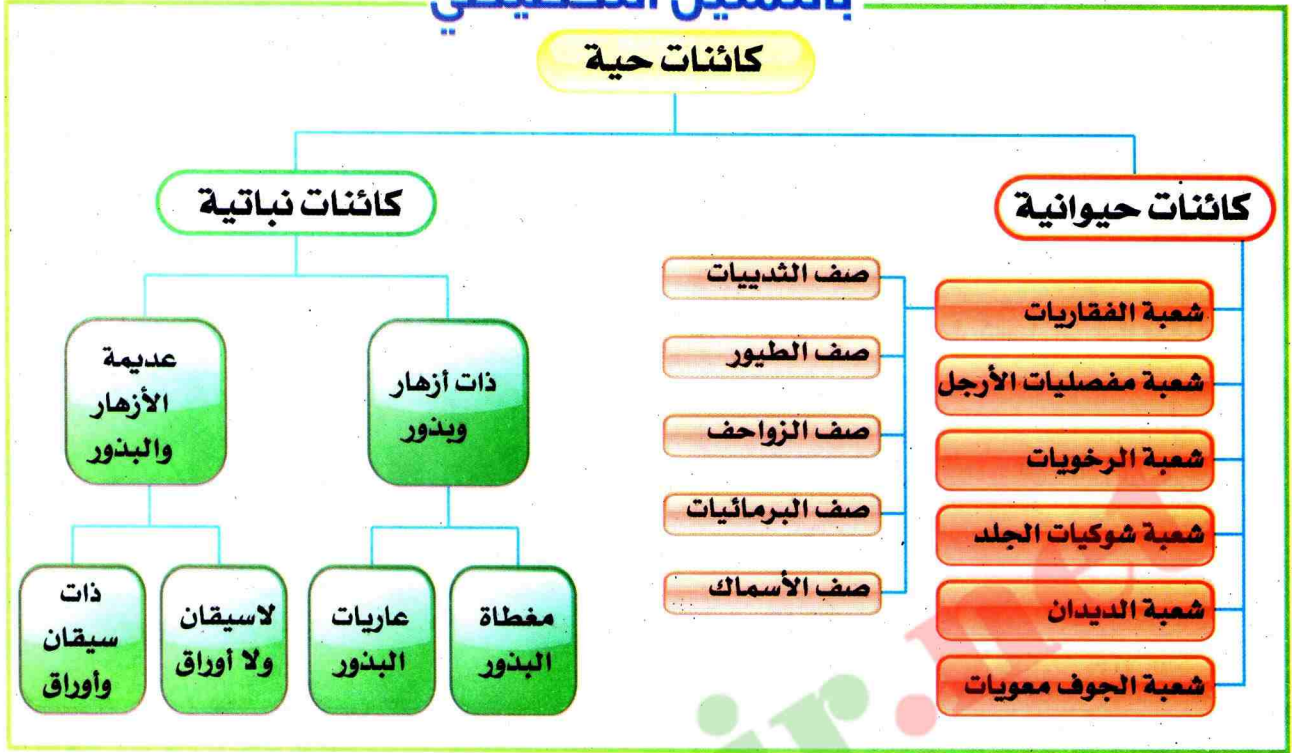 بالتمثيل التخطيطي
كائنات حية
كائنات حيوانية
شعبة الفقاريات
صف الثدييات
صف الطيور
صف الزواحف
صف البرمائيات
صف الأسماك
شعبة مفصليات الأرجل
شعبة الرخويات
شعبة شوكيات الجلد
شعبة الديدان
شعبة الجوف معويات
كائنات نباتية
ذات أزهار
وبذور
مغطاة
البذور
عاريات
البذور
عديمة
الأزهار
والبذور
لاسيقان
ولا أوراق
ذات
سيقان
وأوراق